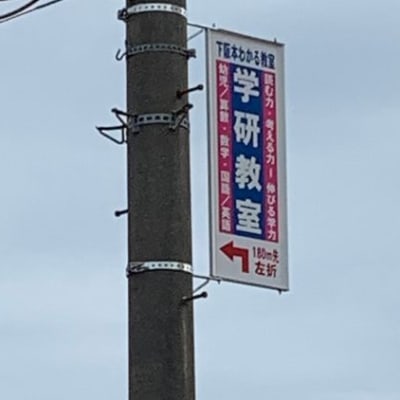 下阪本わかる教室
読む力・考える力ー伸びる学力
学研教室
幼児/算数・数学・国語/英語
180m先
左折